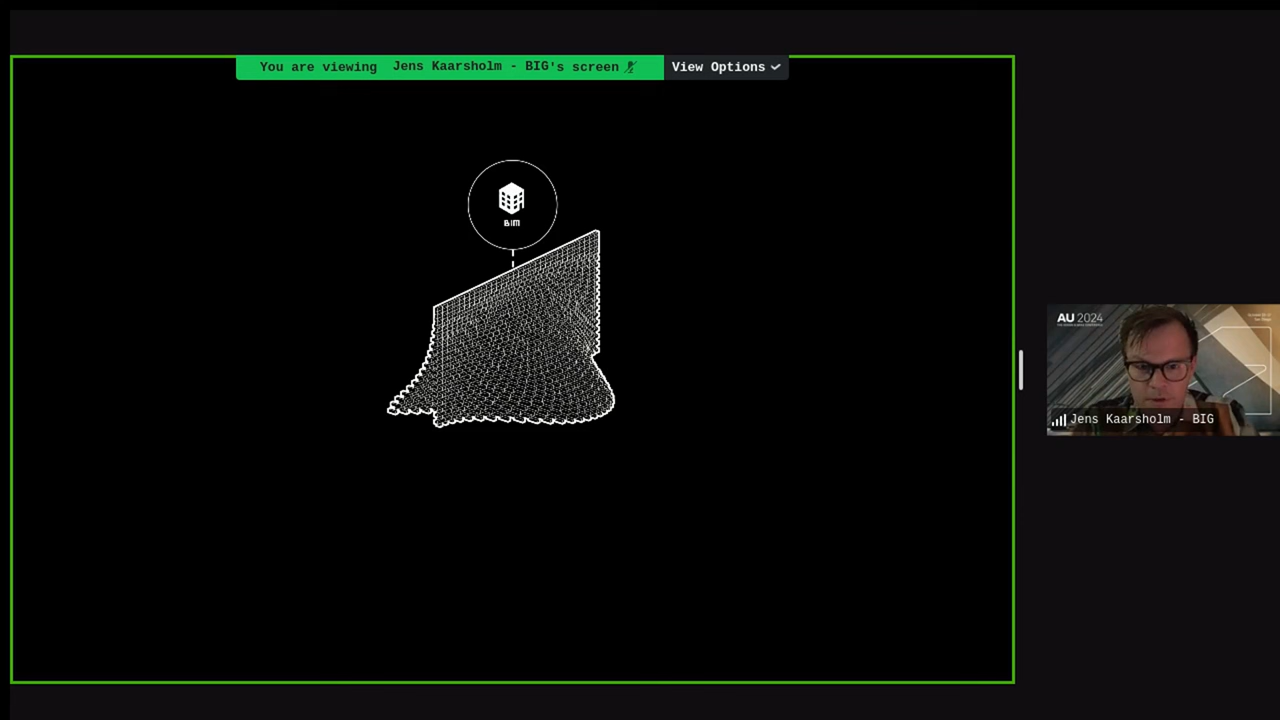 You are viewing Jens Kaarsholm - BIG's screen View Options
BIM
AU 2024
Jens Kaarsholm - BIG